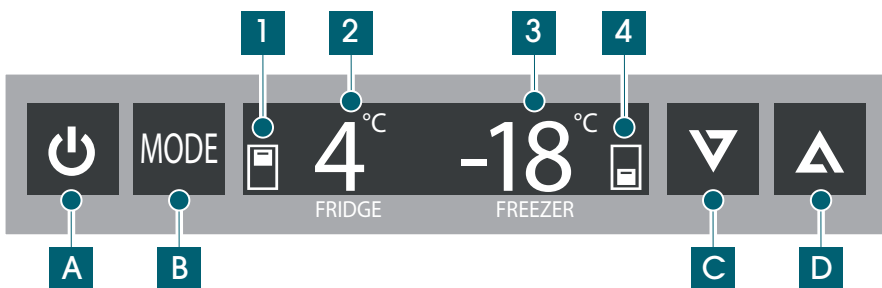 1 2 3 4
MODE 4 °C -18 °C
FRIDGE FREEZER
A B C D